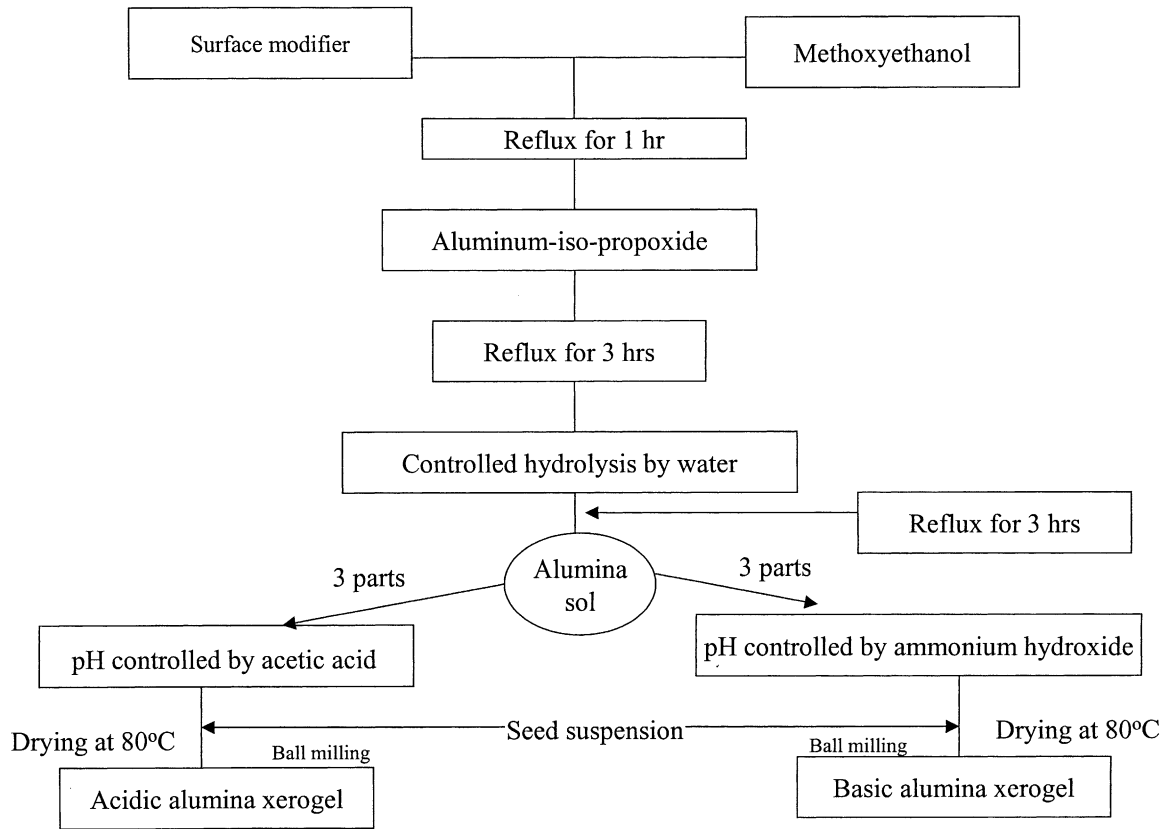 Surface modifier
Methoxyethanol
Reflux for 1 hr
Aluminum-iso-propoxide
Reflux for 3 hrs
Controlled hydrolysis by water
Reflux for 3 hrs
Alumina
sol
3 parts
3 parts
pH controlled by acetic acid
pH controlled by ammonium hydroxide
Seed suspension
Drying at 80ºC
Ball milling
Ball milling
Drying at 80ºC
Acidic alumina xerogel
Basic alumina xerogel